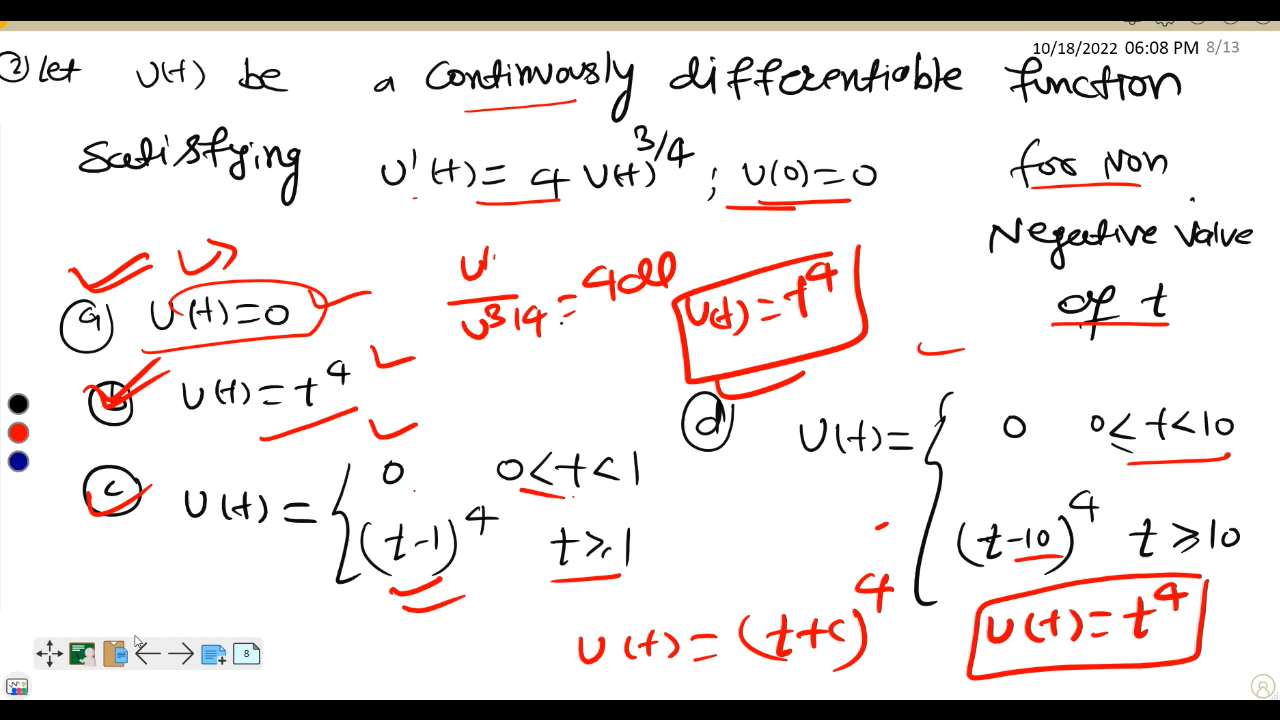 10/18/2022 06:08 PM 8/13
② Let U(t) be a continuously differentiable function
satisfying U'(t) = 4 U(t)^3/4 ; U(0) = 0 for Non
Negative value
of t
(a) U(t) = 0
U'/U^3/4 = 4dt
U(t) = t^4
(b) U(t) = t^4
(c) U(t) = { 0 0 < t < 1
(t-1)^4 t ≥ 1
(d) U(t) = { 0 0 ≤ t < 10
(t-10)^4 t ≥ 10
U(t) = (t+c)^4
U(t) = t^4
8